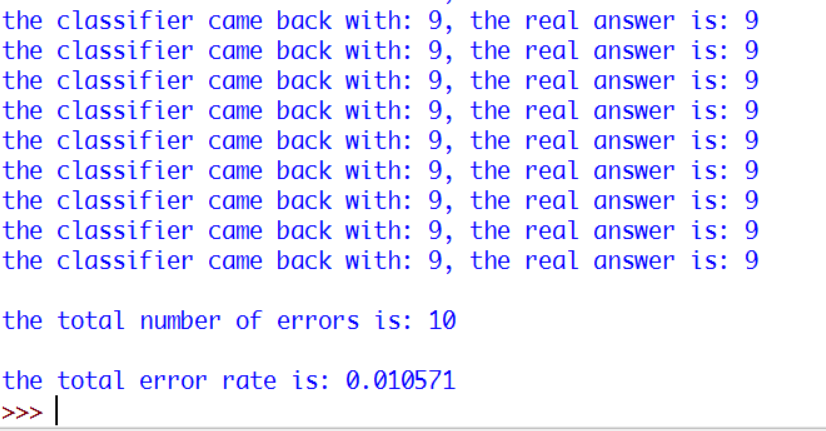 the classifier came back with: 9, the real answer is: 9
the classifier came back with: 9, the real answer is: 9
the classifier came back with: 9, the real answer is: 9
the classifier came back with: 9, the real answer is: 9
the classifier came back with: 9, the real answer is: 9
the classifier came back with: 9, the real answer is: 9
the classifier came back with: 9, the real answer is: 9
the classifier came back with: 9, the real answer is: 9
the classifier came back with: 9, the real answer is: 9
the total number of errors is: 10
the total error rate is: 0.010571
>>>